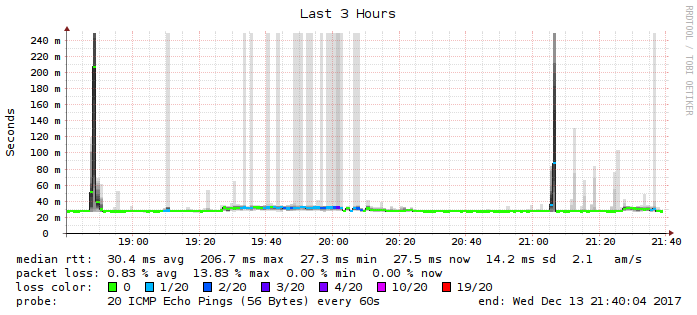 Last 3 Hours
RRDTOOL / TOBI OETIKER
Seconds
240 m
220 m
200 m
180 m
160 m
140 m
120 m
100 m
80 m
60 m
40 m
20 m
0
19:00 19:20 19:40 20:00 20:20 20:40 21:00 21:20 21:40
median rtt: 30.4 ms avg 206.7 ms max 27.3 ms min 27.5 ms now 14.2 ms sd 2.1 am/s
packet loss: 0.83 % avg 13.83 % max 0.00 % min 0.00 % now
loss color: 0 1/20 2/20 3/20 4/20 10/20 19/20
probe: 20 ICMP Echo Pings (56 Bytes) every 60s end: Wed Dec 13 21:40:04 2017